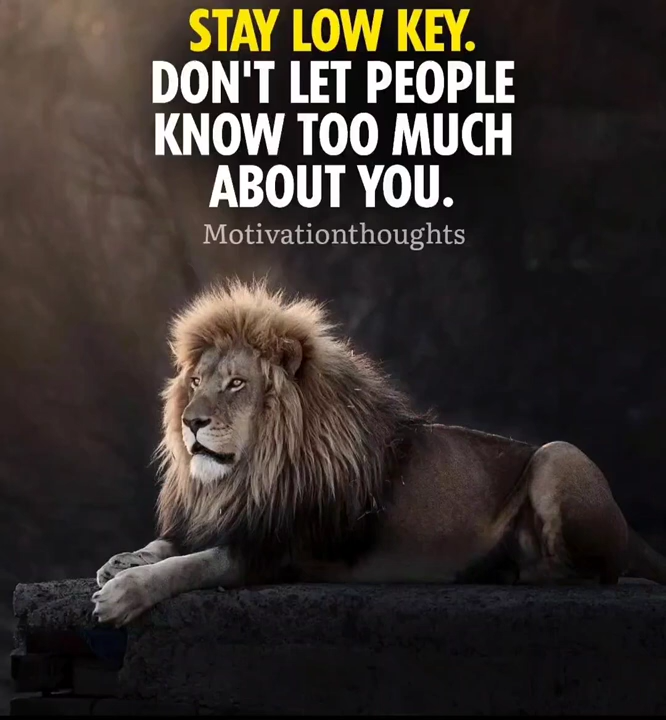 STAY LOW KEY.
DON'T LET PEOPLE
KNOW TOO MUCH
ABOUT YOU.
Motivationthoughts